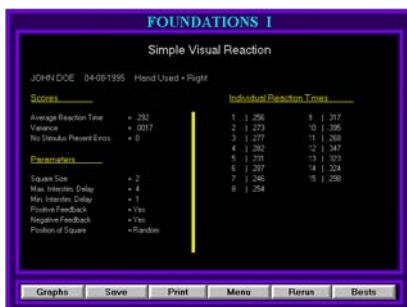 FOUNDATIONS I
Simple Visual Reaction
JOHN DOE 04-08-1995 Hand Used = Right
Scores
Average Reaction Time = .292
Variance = .0017
No Stimulus Present Errors = 0
Parameters
Square Size = 2
Max. Interstim. Delay = 4
Min. Interstim. Delay = 1
Positive Feedback = Yes
Negative Feedback = Yes
Position of Square = Random
Individual Reaction Times
1 ] .256 9 ] .317
2 ] .273 10 ] .395
3 ] .277 11 ] .268
4 ] .282 12 ] .347
5 ] .231 13 ] .323
6 ] .287 14 ] .324
7 ] .246 15 ] .298
8 ] .254
Graphs Save Print Menu Rerun Bests